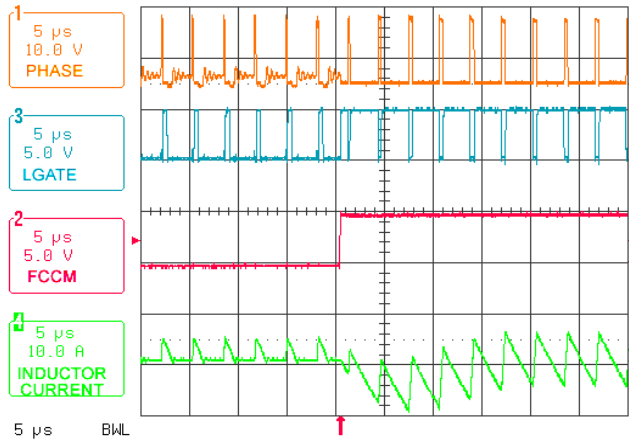 1
5 µs
10.0 V
PHASE
3
5 µs
5.0 V
LGATE
2
5 µs
5.0 V
FCCM
4
5 µs
10.0 A
INDUCTOR
CURRENT
5 µs BWL